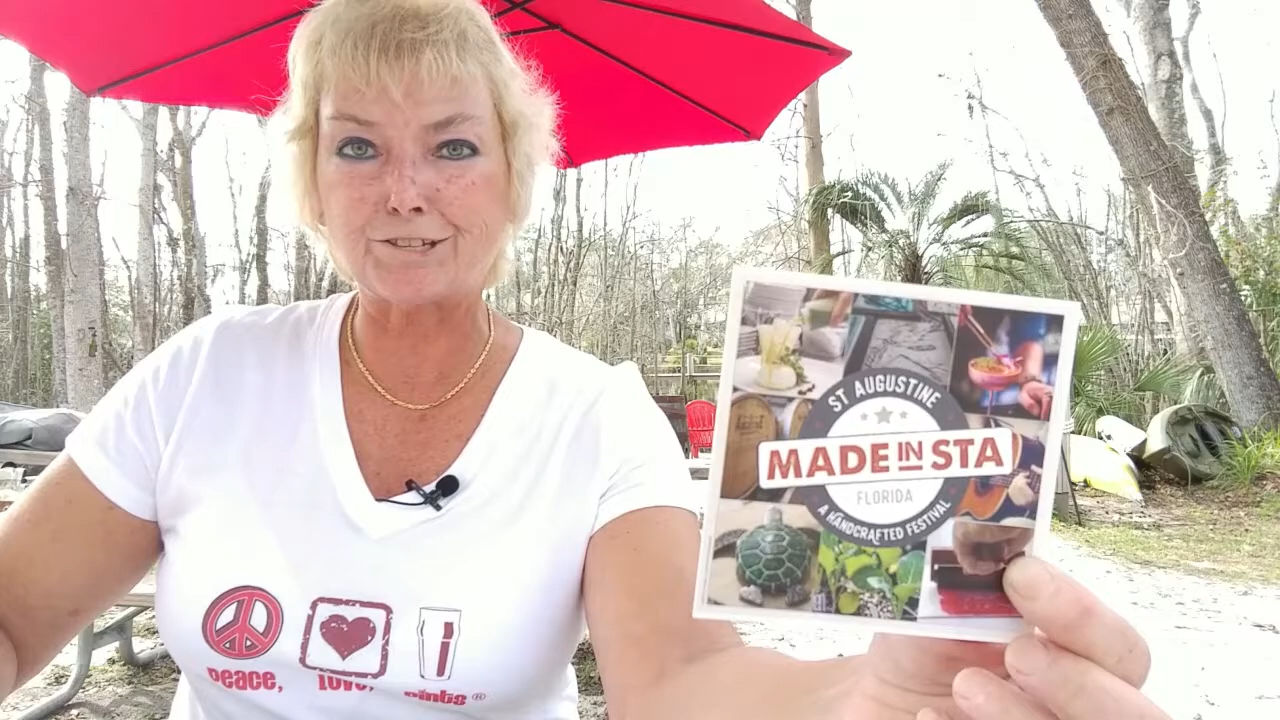 ST AUGUSTINE
MADE IN STA
FLORIDA
A HANDCRAFTED FESTIVAL
Peace, Love, Pints ®